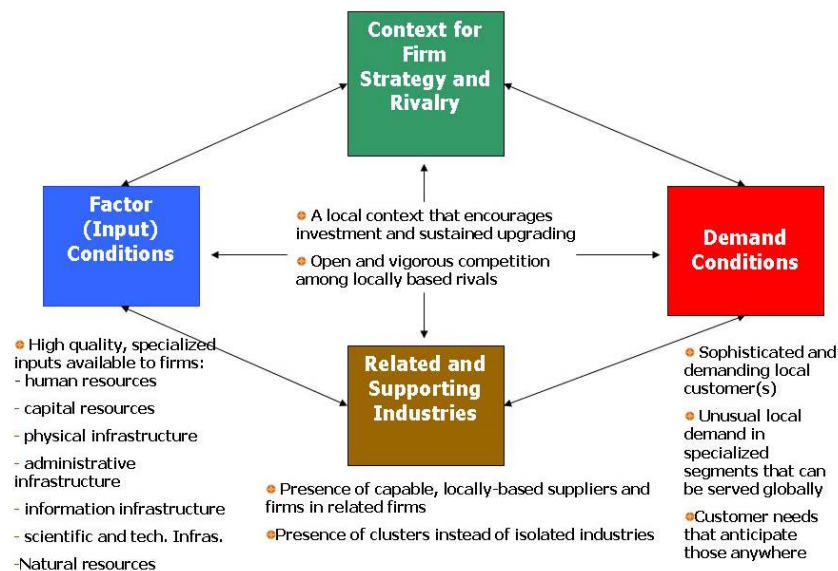 Context for
Firm
Strategy and
Rivalry
Factor
(Input)
Conditions
A local context that encourages
investment and sustained upgrading
Open and vigorous competition
among locally based rivals
Demand
Conditions
High quality, specialized
inputs available to firms:
- human resources
- capital resources
- physical infrastructure
- administrative
infrastructure
- information infrastructure
- scientific and tech. Infras.
-Natural resources
Related and
Supporting
Industries
Presence of capable, locally-based suppliers and
firms in related firms
Presence of clusters instead of isolated industries
Sophisticated and
demanding local
customer(s)
Unusual local
demand in
specialized
segments that can
be served globally
Customer needs
that anticipate
those anywhere